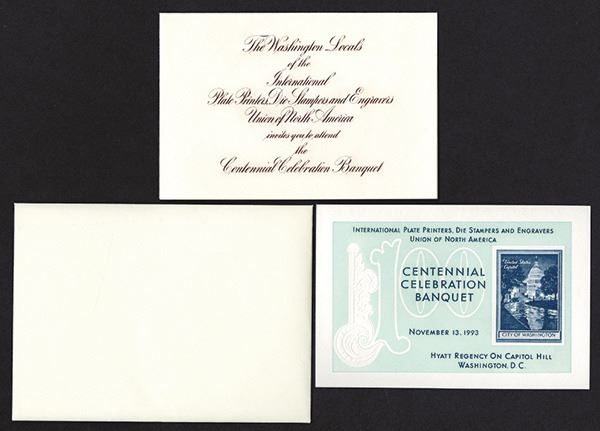 The Washington Locals
of the
International
Plate Printers, Die Stampers and Engravers
Union of North America
invites you to attend
the
Centennial Celebration Banquet
International Plate Printers, Die Stampers and Engravers
Union of North America
100
Centennial
Celebration
Banquet
United States
Capitol
City of Washington
November 13, 1993
Hyatt Regency On Capitol Hill
Washington, D.C.